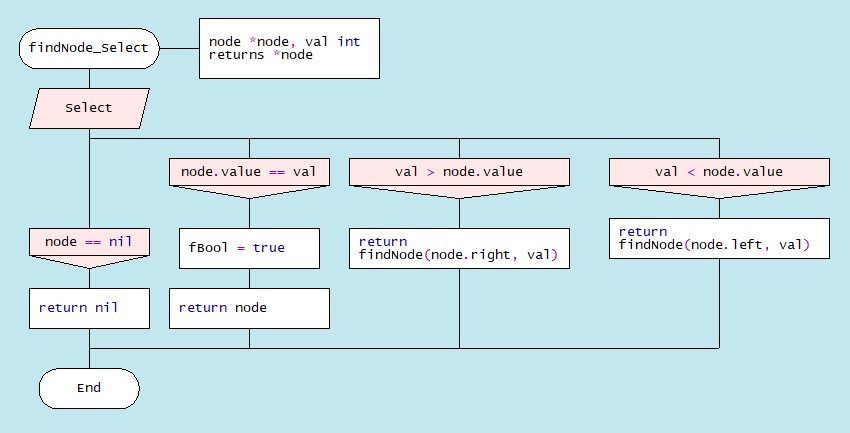 findNode_Select
node *node, val int
returns *node
Select
node.value == val
val > node.value
val < node.value
node == nil
fBool = true
return
findNode(node.right, val)
return
findNode(node.left, val)
return nil
return node
End